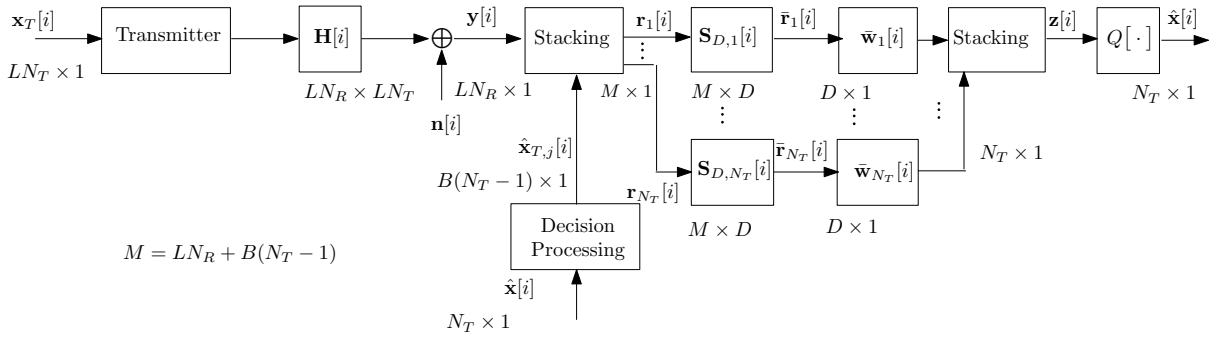 𝐱_T[i]
LN_T × 1
Transmitter
𝐇[i]
LN_R × LN_T
⊕
𝐧[i]
𝐲[i]
LN_R × 1
Stacking
𝐫_1[i]
⋮
M × 1
𝐒_{D,1}[i]
M × D
⋮
r̄_1[i]
w̄_1[i]
D × 1
⋮
Stacking
⋮
𝐳[i]
Q[ · ]
x̂[i]
N_T × 1
x̂_{T,j}[i]
B(N_T − 1) × 1
𝐫_{N_T}[i]
𝐒_{D,N_T}[i]
M × D
r̄_{N_T}[i]
w̄_{N_T}[i]
D × 1
N_T × 1
Decision
Processing
x̂[i]
N_T × 1
M = LN_R + B(N_T − 1)